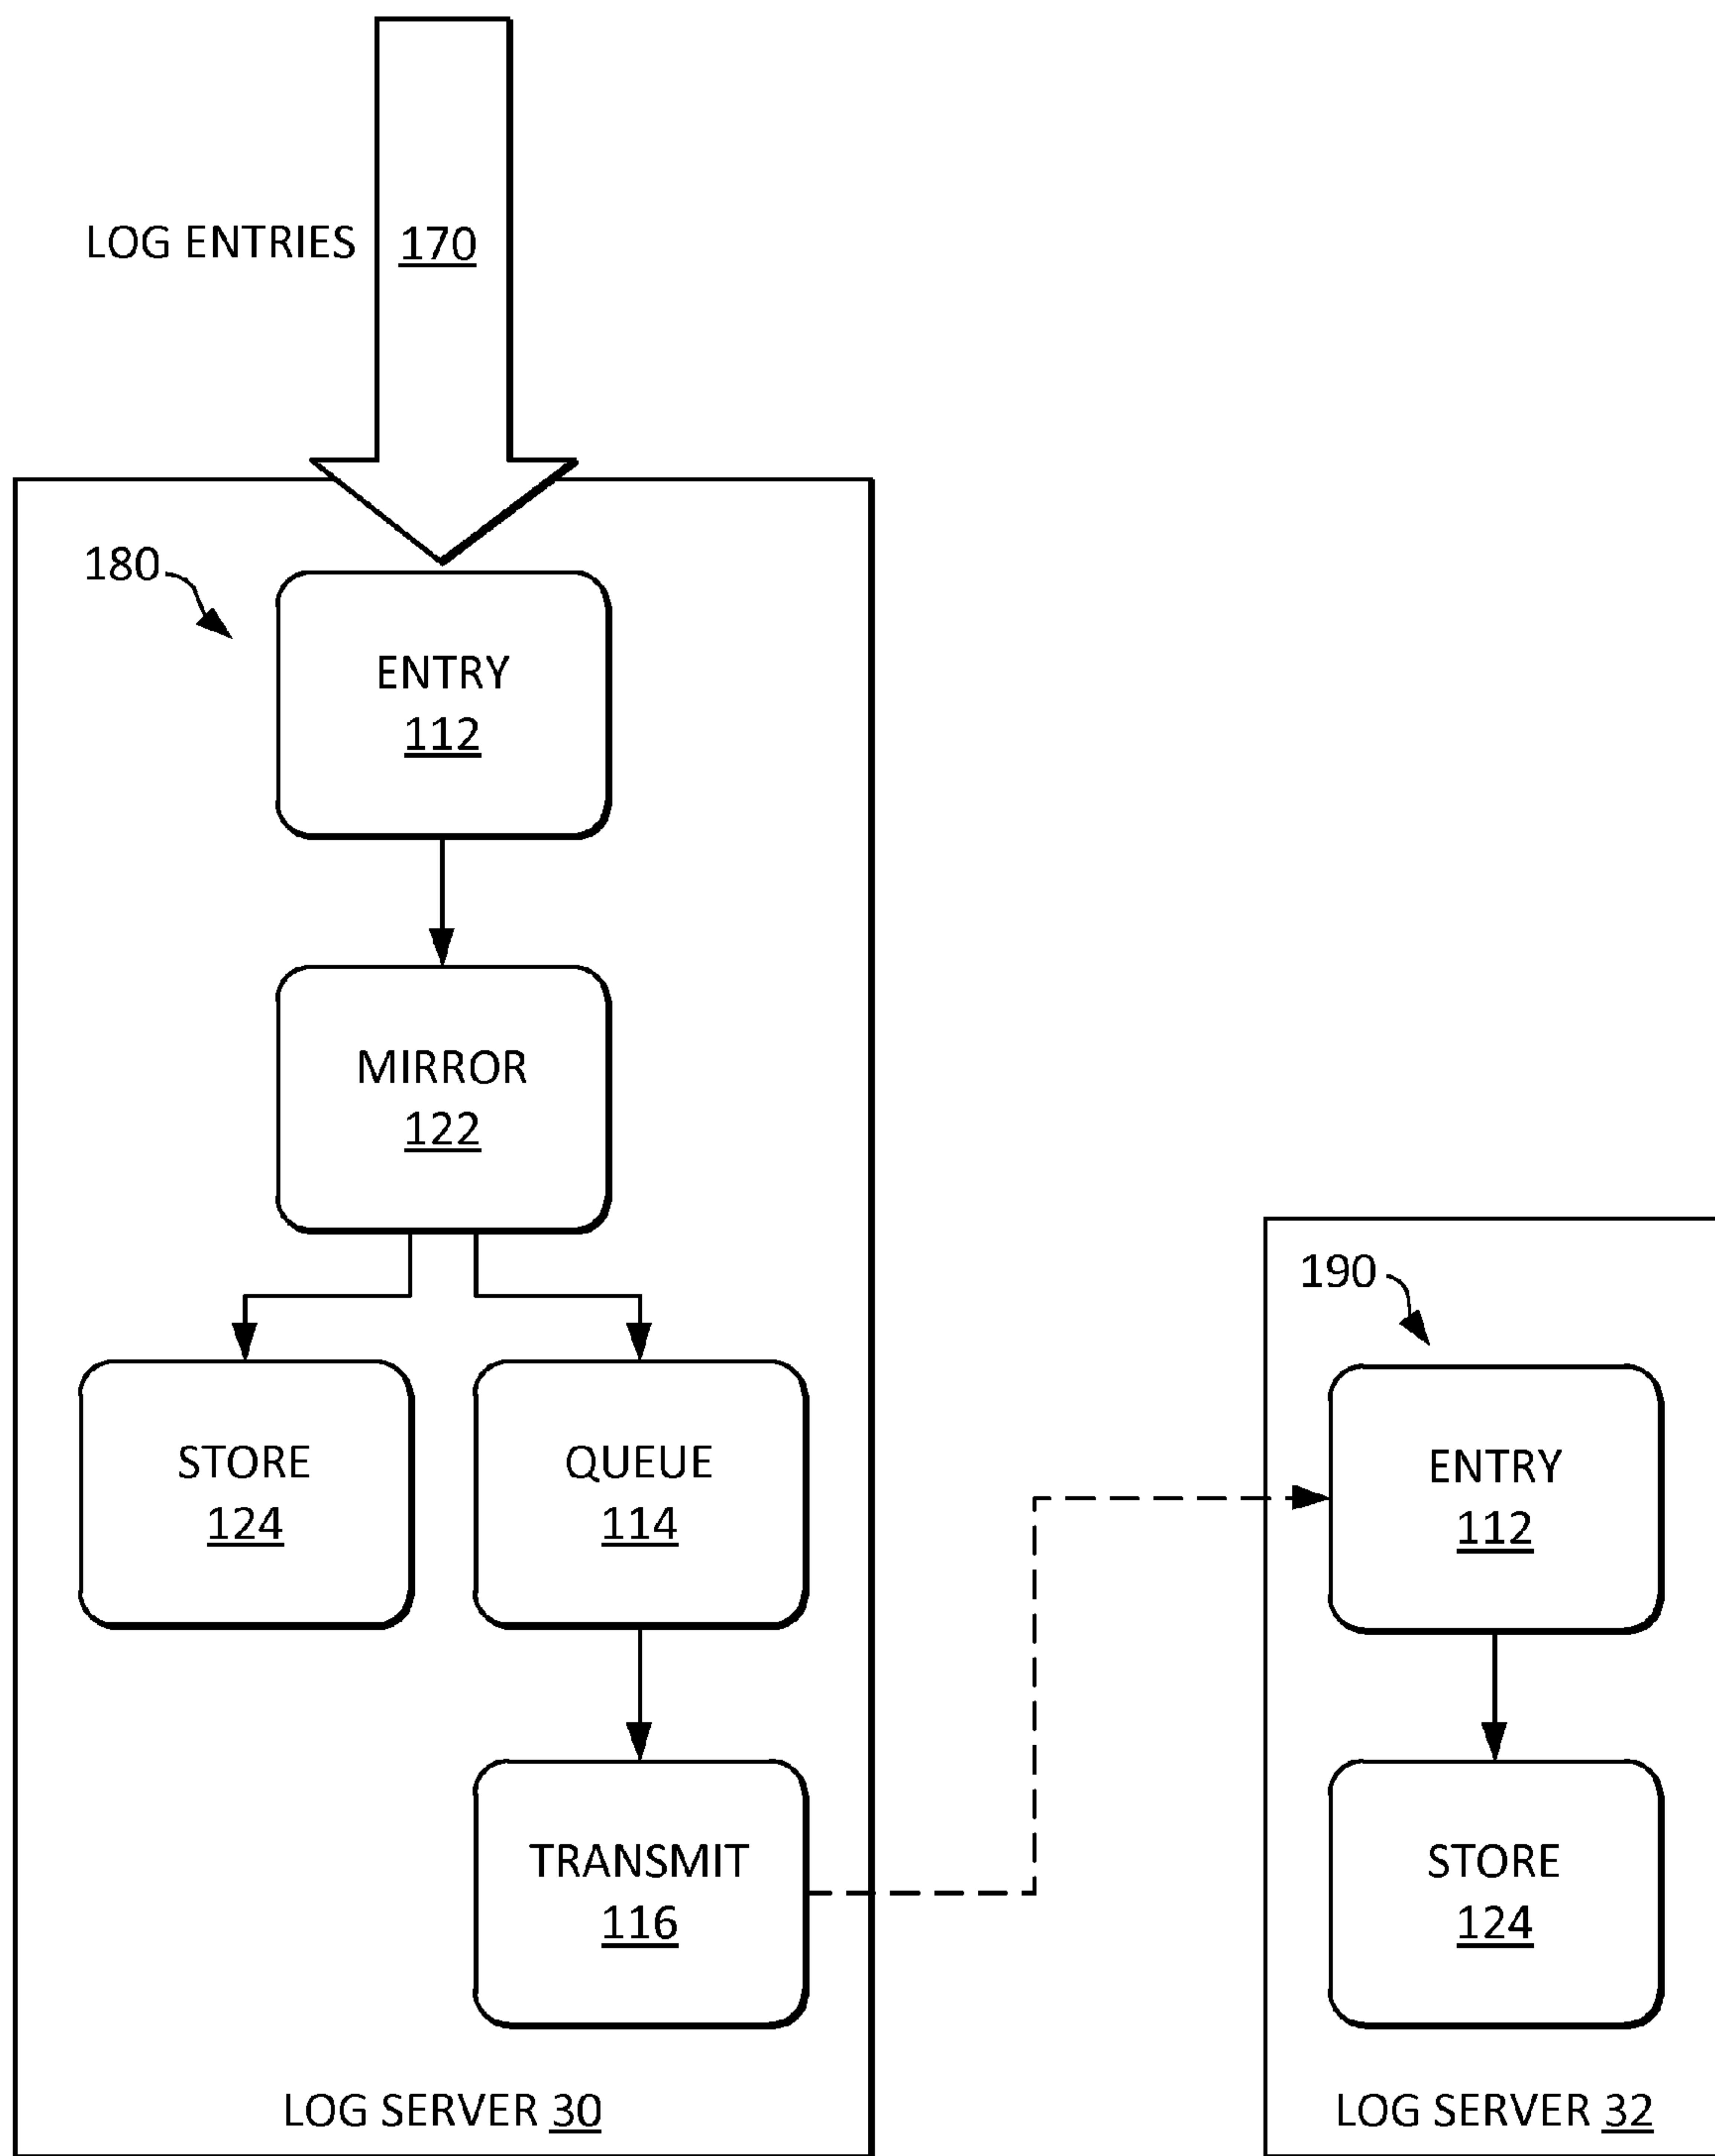 LOG ENTRIES 170
180
ENTRY
112
MIRROR
122
STORE
124
QUEUE
114
TRANSMIT
116
LOG SERVER 30
190
ENTRY
112
STORE
124
LOG SERVER 32